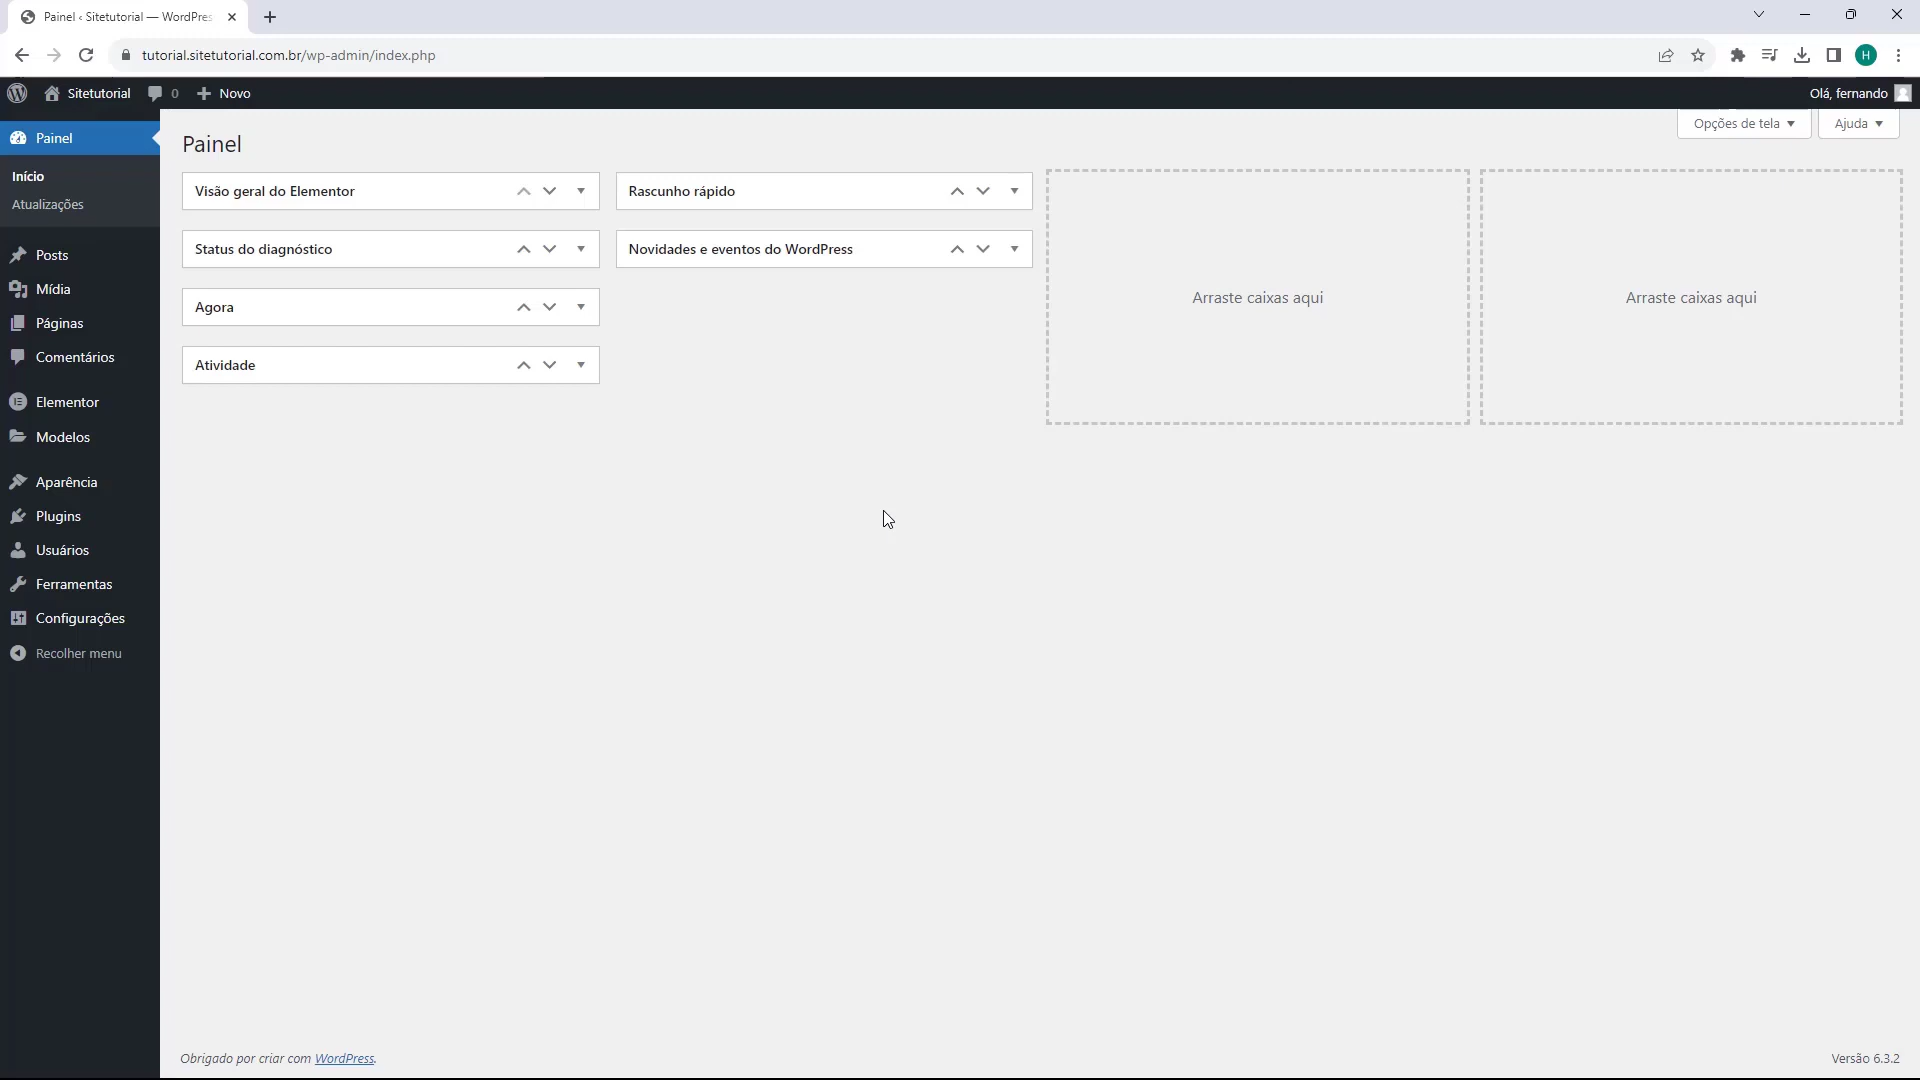 Painel ‹ Sitetutorial — WordPres
tutorial.sitetutorial.com.br/wp-admin/index.php
H
Sitetutorial
0
Novo
Olá, fernando
Painel
Início
Atualizações
Posts
Mídia
Páginas
Comentários
Elementor
Modelos
Aparência
Plugins
Usuários
Ferramentas
Configurações
Recolher menu
Opções de tela
Ajuda
Painel
Visão geral do Elementor
Status do diagnóstico
Agora
Atividade
Rascunho rápido
Novidades e eventos do WordPress
Arraste caixas aqui
Arraste caixas aqui
Obrigado por criar com WordPress.
Versão 6.3.2